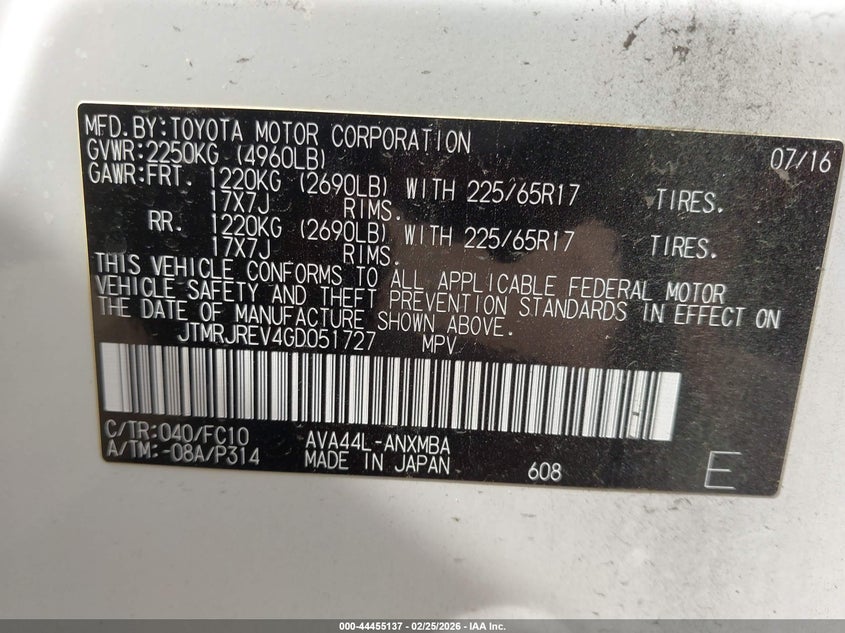 MFD.BY:TOYOTA MOTOR CORPORATION 07/16
GVWR:2250KG (4960LB)
GAWR:FRT. 1220KG (2690LB) WITH 225/65R17 TIRES.
17X7J RIMS.
RR. 1220KG (2690LB) WITH 225/65R17 TIRES.
17X7J RIMS.
THIS VEHICLE CONFORMS TO ALL APPLICABLE FEDERAL MOTOR
VEHICLE SAFETY AND THEFT PREVENTION STANDARDS IN EFFECT ON
THE DATE OF MANUFACTURE SHOWN ABOVE.
JTMRJREV4GD051727 MPV
C/TR:040/FC10 AVA44L-ANXMBA
A/TM:-08A/P314 MADE IN JAPAN 608 E
000-44455137 - 02/25/2026 - IAA Inc.